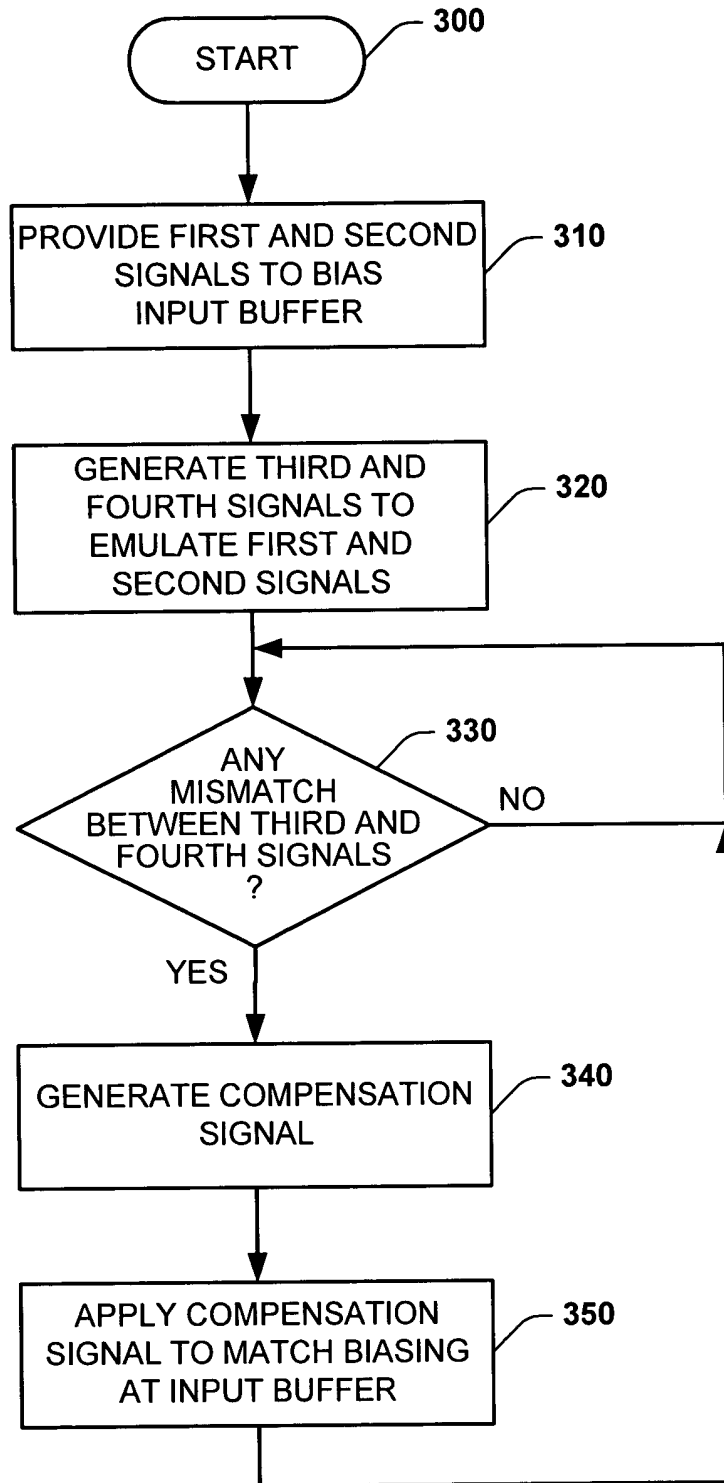 START
300
PROVIDE FIRST AND SECOND
SIGNALS TO BIAS
INPUT BUFFER
310
GENERATE THIRD AND
FOURTH SIGNALS TO
EMULATE FIRST AND
SECOND SIGNALS
320
330
ANY
MISMATCH
BETWEEN THIRD AND
FOURTH SIGNALS
?
NO
YES
GENERATE COMPENSATION
SIGNAL
340
APPLY COMPENSATION
SIGNAL TO MATCH BIASING
AT INPUT BUFFER
350